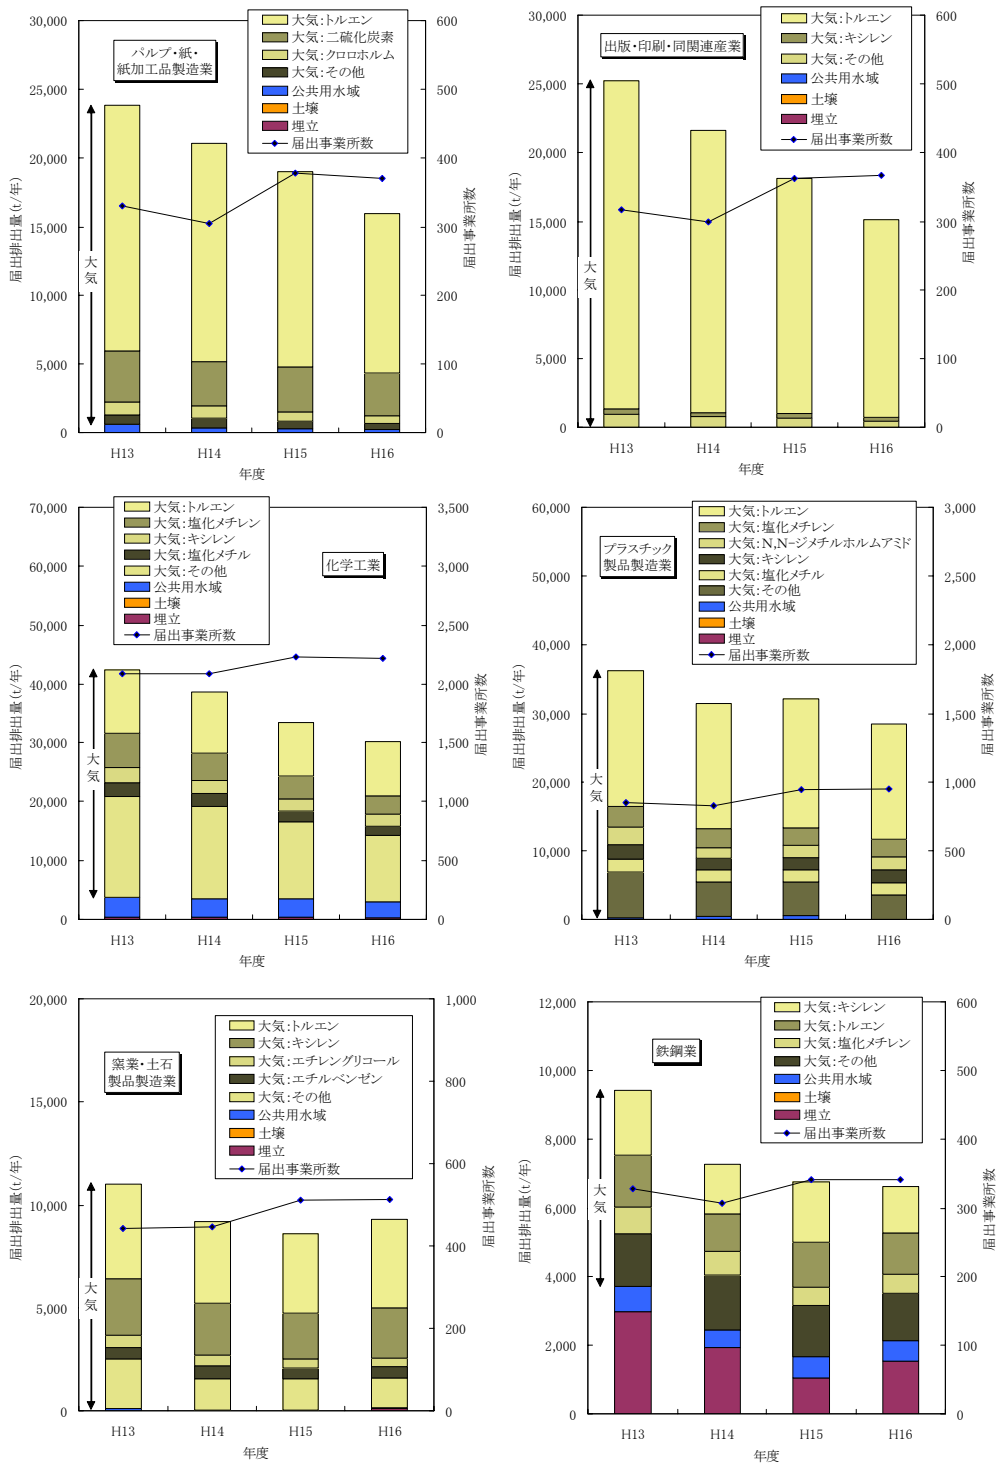 パルプ・紙・
紙加工品製造業
大気:トルエン
大気:二硫化炭素
大気:クロロホルム
大気:その他
公共用水域
土壌
埋立
届出事業所数
届出排出量(t/年)
30,000
25,000
20,000
15,000
10,000
5,000
0
大気
600
500
400
300
200
100
0
届出事業所数
H13 H14 H15 H16
年度
出版・印刷・同関連産業
大気:トルエン
大気:キシレン
大気:その他
公共用水域
土壌
埋立
届出事業所数
届出排出量(t/年)
30,000
25,000
20,000
15,000
10,000
5,000
0
大気
600
500
400
300
200
100
0
届出事業所数
H13 H14 H15 H16
年度
化学工業
大気:トルエン
大気:塩化メチレン
大気:キシレン
大気:塩化メチル
大気:その他
公共用水域
土壌
埋立
届出事業所数
届出排出量(t/年)
70,000
60,000
50,000
40,000
30,000
20,000
10,000
0
大気
3,500
3,000
2,500
2,000
1,500
1,000
500
0
届出事業所数
H13 H14 H15 H16
年度
プラスチック
製品製造業
大気:トルエン
大気:塩化メチレン
大気:N,N-ジメチルホルムアミド
大気:キシレン
大気:塩化メチル
大気:その他
公共用水域
土壌
埋立
届出事業所数
届出排出量(t/年)
60,000
50,000
40,000
30,000
20,000
10,000
0
大気
3,000
2,500
2,000
1,500
1,000
500
0
届出事業所数
H13 H14 H15 H16
年度
窯業・土石
製品製造業
大気:トルエン
大気:キシレン
大気:エチレングリコール
大気:エチルベンゼン
大気:その他
公共用水域
土壌
埋立
届出事業所数
届出排出量(t/年)
20,000
15,000
10,000
5,000
0
大気
1,000
800
600
400
200
0
届出事業所数
H13 H14 H15 H16
年度
鉄鋼業
大気:キシレン
大気:トルエン
大気:塩化メチレン
大気:その他
公共用水域
土壌
埋立
届出事業所数
届出排出量(t/年)
12,000
10,000
8,000
6,000
4,000
2,000
0
大気
600
500
400
300
200
100
0
届出事業所数
H13 H14 H15 H16
年度